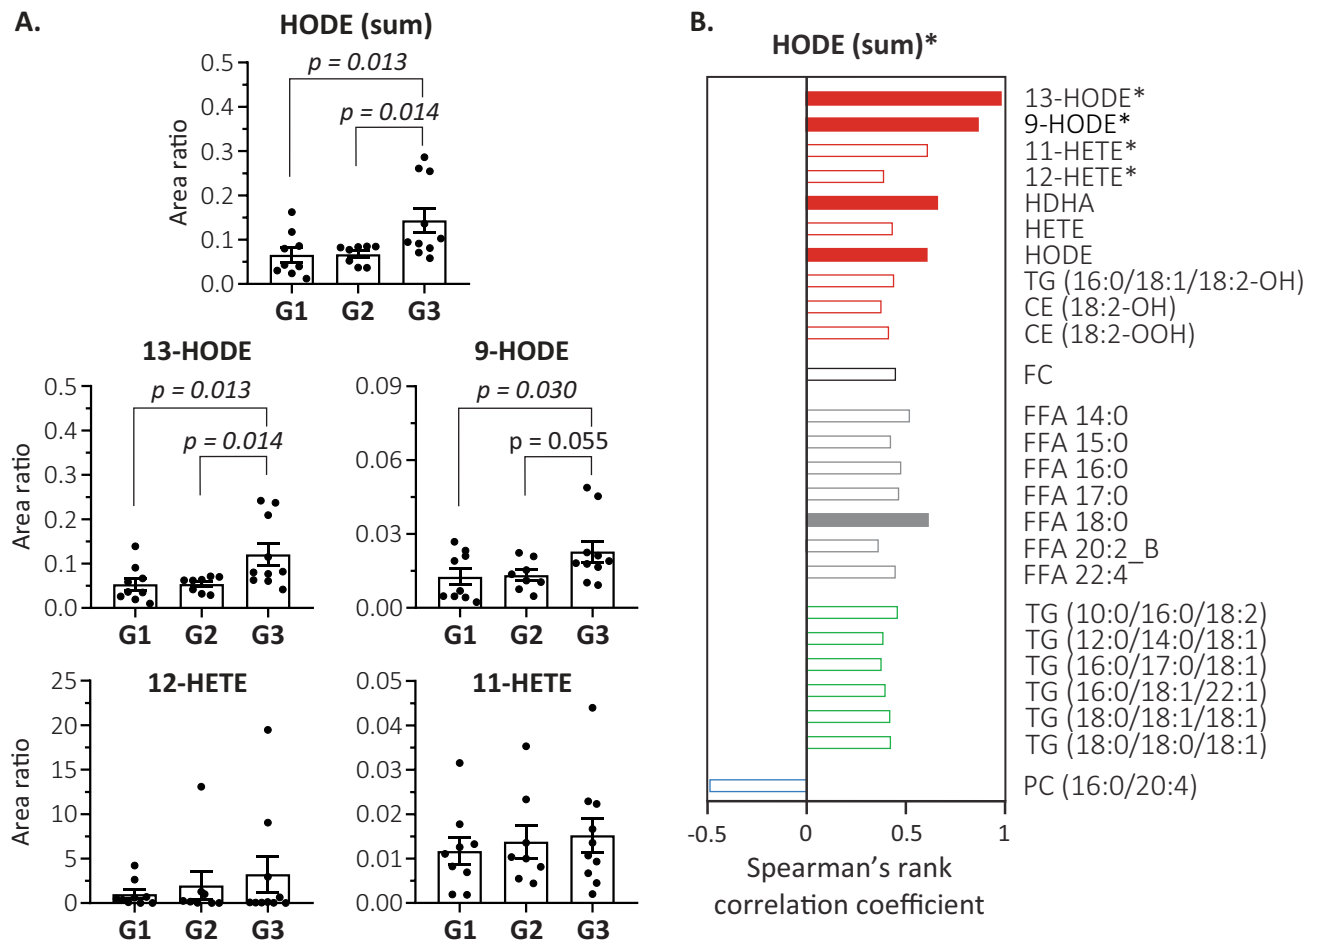 A.
HODE (sum)
p = 0.013
p = 0.014
Area ratio
0.5
0.4
0.3
0.2
0.1
0.0
G1 G2 G3
13-HODE
p = 0.013
p = 0.014
Area ratio
0.5
0.4
0.3
0.2
0.1
0.0
G1 G2 G3
9-HODE
p = 0.030
p = 0.055
0.09
0.06
0.03
0.00
G1 G2 G3
12-HETE
Area ratio
25
20
15
10
5
0
G1 G2 G3
11-HETE
0.05
0.04
0.03
0.02
0.01
0.00
G1 G2 G3
B.
HODE (sum)*
13-HODE*
9-HODE*
11-HETE*
12-HETE*
HDHA
HETE
HODE
TG (16:0/18:1/18:2-OH)
CE (18:2-OH)
CE (18:2-OOH)
FC
FFA 14:0
FFA 15:0
FFA 16:0
FFA 17:0
FFA 18:0
FFA 20:2_B
FFA 22:4
TG (10:0/16:0/18:2)
TG (12:0/14:0/18:1)
TG (16:0/17:0/18:1)
TG (16:0/18:1/22:1)
TG (18:0/18:1/18:1)
TG (18:0/18:0/18:1)
PC (16:0/20:4)
-0.5 0 0.5 1
Spearman’s rank
correlation coefficient